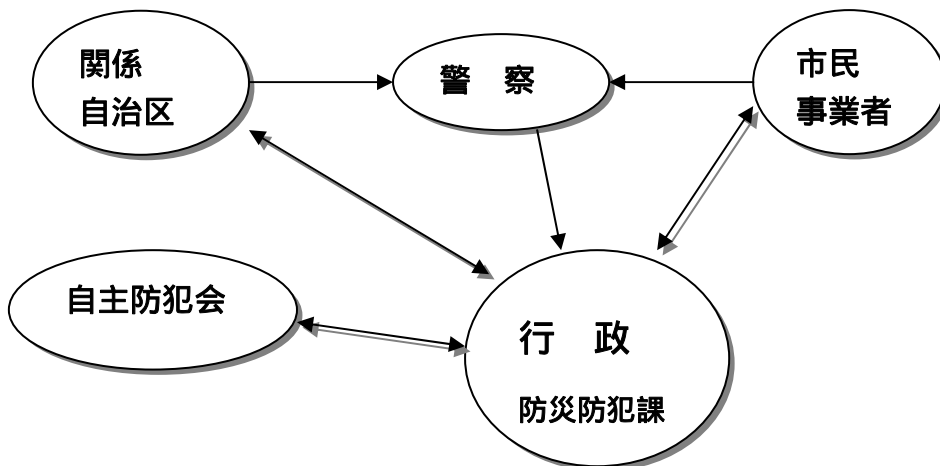 関係
自治区
警　察
市民
事業者
自主防犯会
行　政
防災防犯課